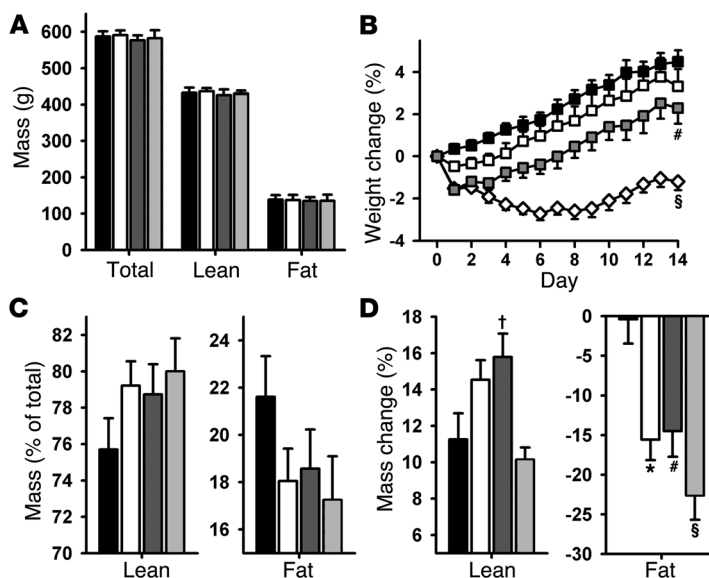 A
Mass (g)
600
500
400
300
200
100
0
Total Lean Fat
B
Weight change (%)
4
2
0
-2
-4
#
§
0 2 4 6 8 10 12 14
Day
C
Mass (% of total)
82
80
78
76
74
72
70
Lean
24
22
20
18
16
Fat
D
Mass change (%)
18
16
14
12
10
8
6
†
Lean
0
-5
-10
-15
-20
-25
-30
* # §
Fat